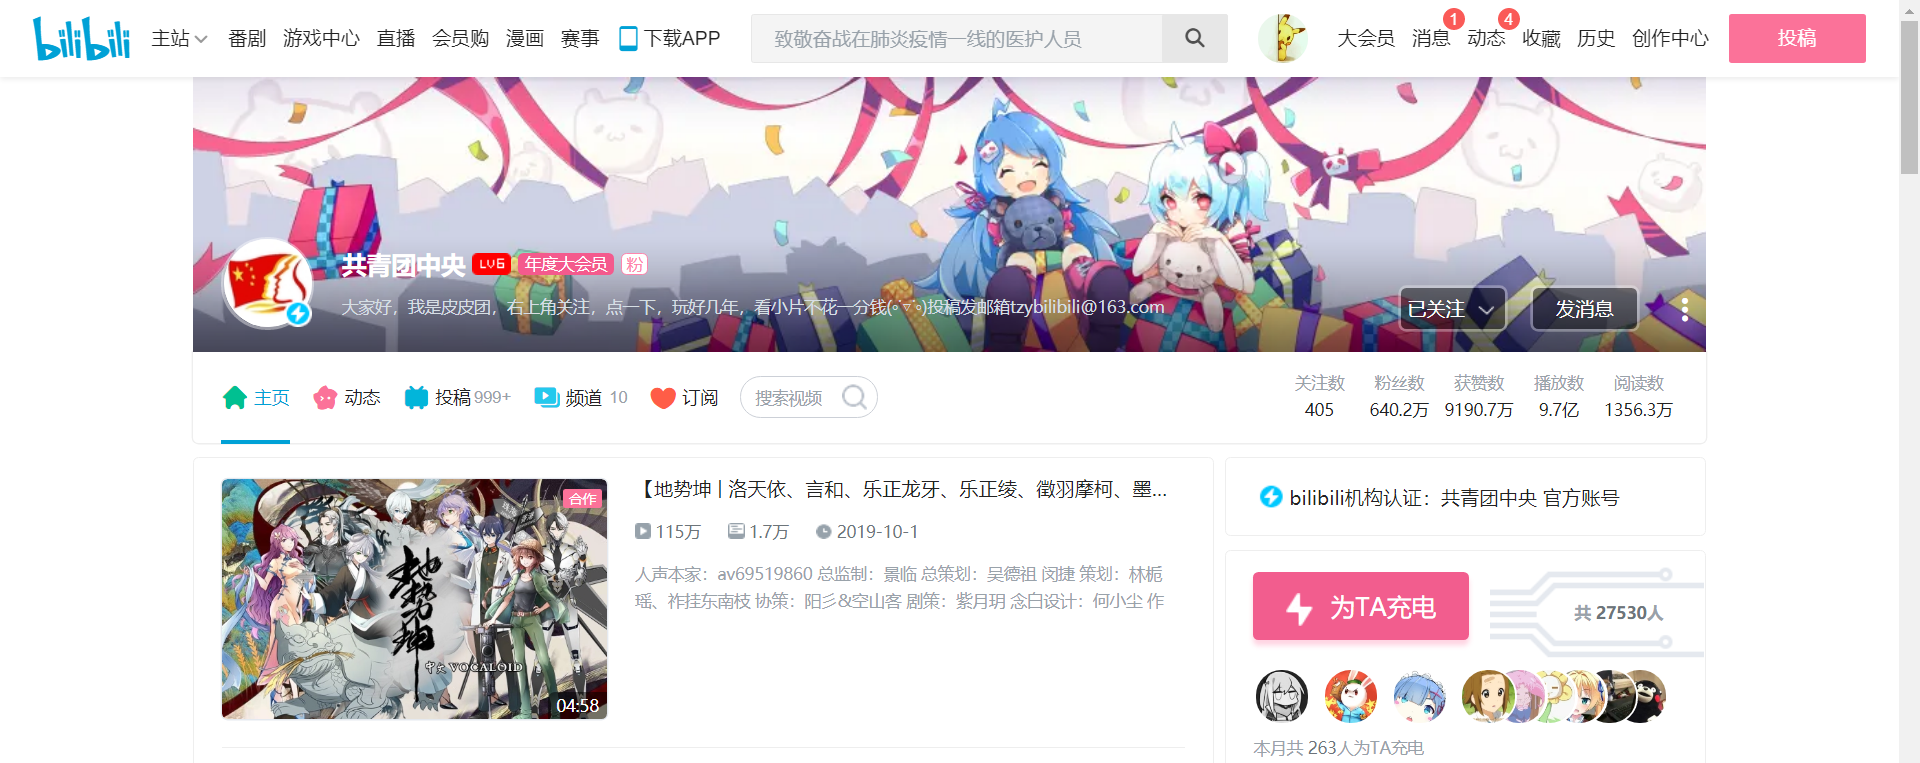 bilibili 主站 番剧 游戏中心 直播 会员购 漫画 赛事 下载APP 致敬奋战在肺炎疫情一线的医护人员 大会员 消息 1 动态 4 收藏 历史 创作中心 投稿
共青团中央 LV6 年度大会员 粉
大家好，我是皮皮团，右上角关注，点一下，玩好几年，看小片不花一分钱(๑•̀▽•́๑)投稿发邮箱tzybilibili@163.com
已关注 发消息
主页 动态 投稿 999+ 频道 10 订阅 搜索视频
关注数 粉丝数 获赞数 播放数 阅读数
405 640.2万 9190.7万 9.7亿 1356.3万
合作
地势坤
中文VOCALOID
04:58
【地势坤 | 洛天依、言和、乐正龙牙、乐正绫、徵羽摩柯、墨...
115万 1.7万 2019-10-1
人声本家：av69519860 总监制：景临 总策划：吴德祖 闵捷 策划：林栀
瑶、祚挂东南枝 协策：阳彡&空山客 剧策：紫月玥 念白设计：何小尘 作
bilibili机构认证：共青团中央 官方账号
为TA充电
共 27530人
本月共 263人为TA充电